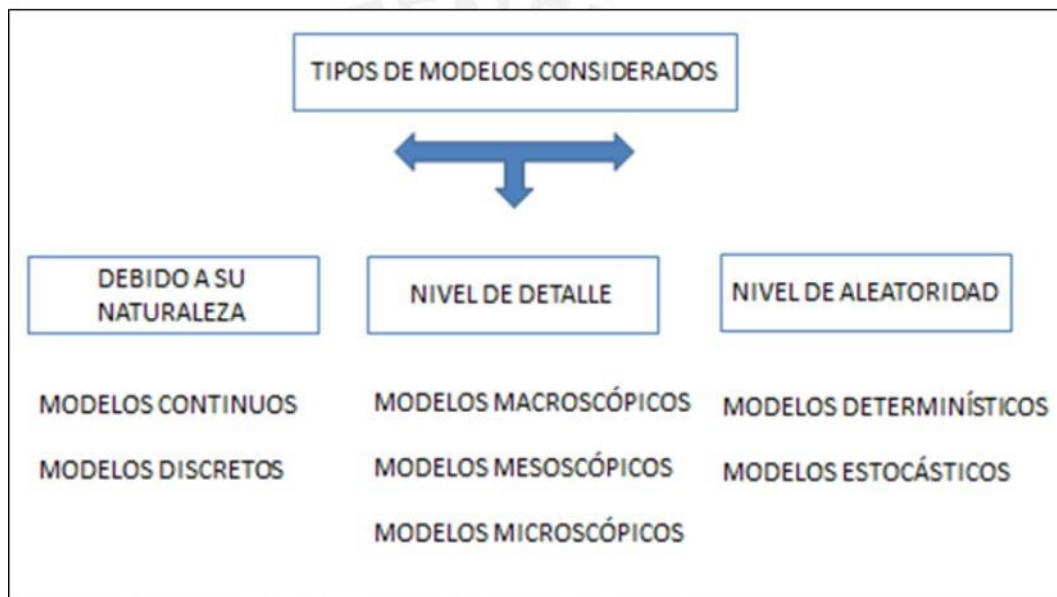 TIPOS DE MODELOS CONSIDERADOS
DEBIDO A SU
NATURALEZA
MODELOS CONTINUOS
MODELOS DISCRETOS
NIVEL DE DETALLE
MODELOS MACROSCÓPICOS
MODELOS MESOSCÓPICOS
MODELOS MICROSCÓPICOS
NIVEL DE ALEATORIDAD
MODELOS DETERMINÍSTICOS
MODELOS ESTOCÁSTICOS